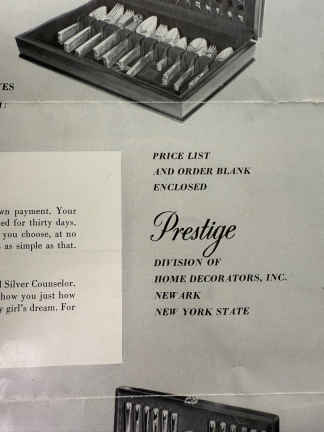 ES
PRICE LIST
AND ORDER BLANK
ENCLOSED
wn payment. Your
ed for thirty days.
you choose, at no
as simple as that.
Prestige
DIVISION OF
HOME DECORATORS, INC.
NEWARK
NEW YORK STATE
Silver Counselor.
how you just how
y girl's dream. For